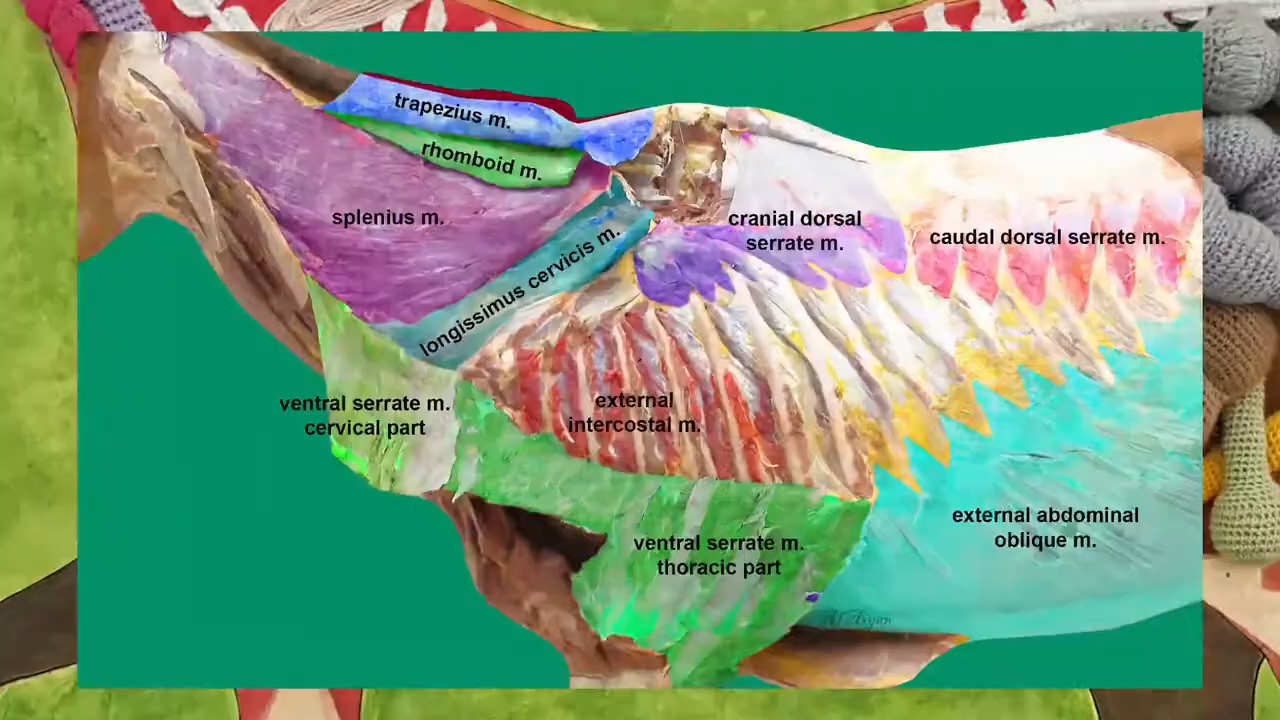 trapezius m.
rhomboid m.
splenius m.
cranial dorsal
serrate m.
caudal dorsal serrate m.
longissimus cervicis m.
ventral serrate m.
cervical part
external
intercostal m.
external abdominal
oblique m.
ventral serrate m.
thoracic part